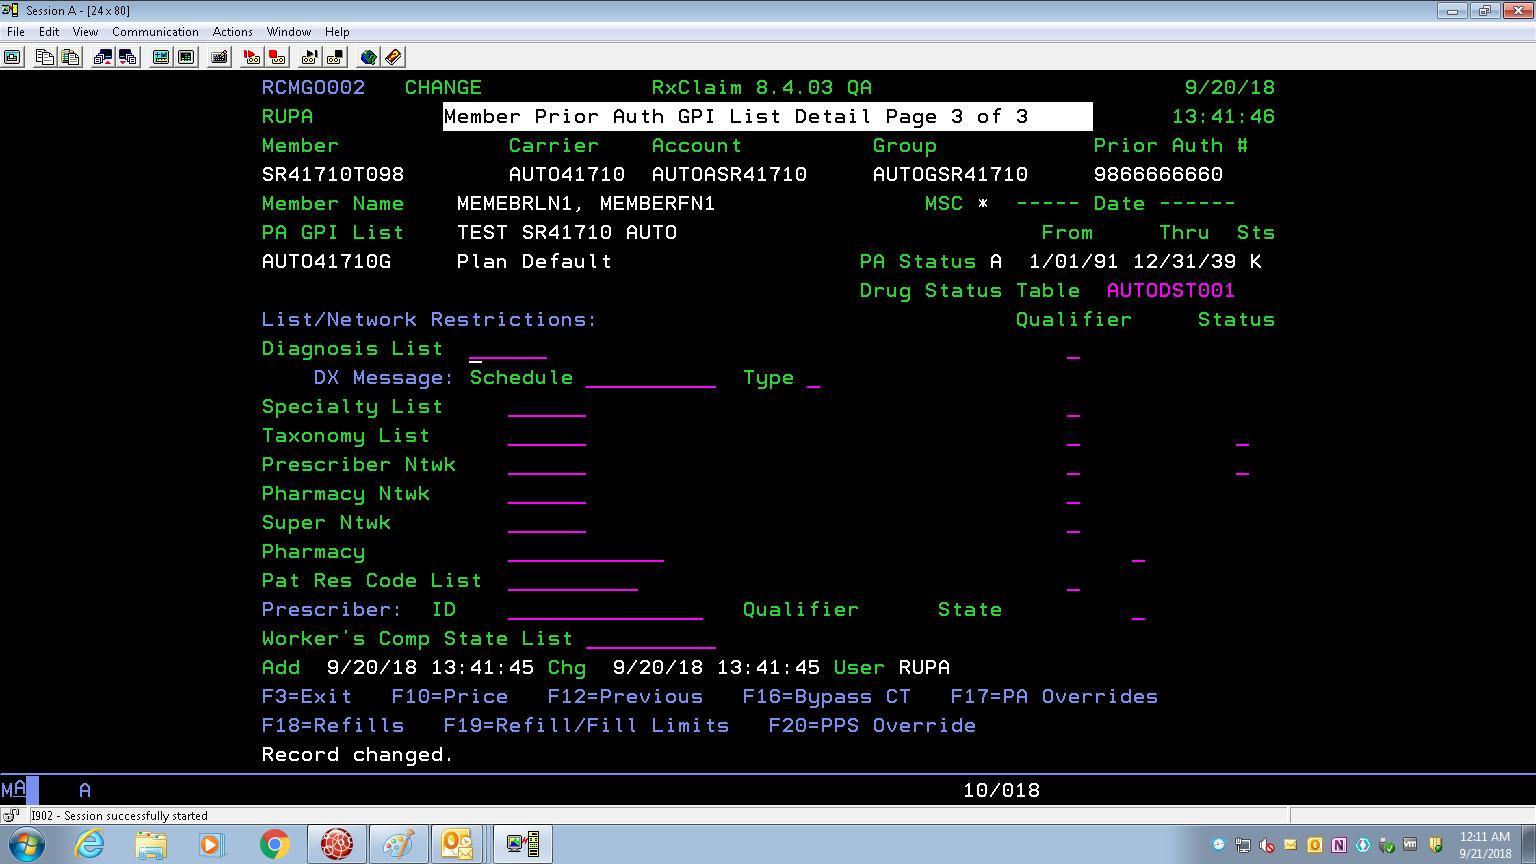 Session A - [24 x 80]
File Edit View Communication Actions Window Help
RCMGO002 CHANGE RxClaim 8.4.03 QA 9/20/18
RUPA Member Prior Auth GPI List Detail Page 3 of 3 13:41:46
Member Carrier Account Group Prior Auth #
SR41710T098 AUTO41710 AUTOASR41710 AUTOGSR41710 9866666660
Member Name MEMEBRLN1, MEMBERFN1 MSC * ----- Date ------
PA GPI List TEST SR41710 AUTO From Thru Sts
AUTO41710G Plan Default PA Status A 1/01/91 12/31/39 K
Drug Status Table AUTODST001
List/Network Restrictions: Qualifier Status
Diagnosis List
DX Message: Schedule Type
Specialty List
Taxonomy List
Prescriber Ntwk
Pharmacy Ntwk
Super Ntwk
Pharmacy
Pat Res Code List
Prescriber: ID Qualifier State
Worker's Comp State List
Add 9/20/18 13:41:45 Chg 9/20/18 13:41:45 User RUPA
F3=Exit F10=Price F12=Previous F16=Bypass CT F17=PA Overrides
F18=Refills F19=Refill/Fill Limits F20=PPS Override
Record changed.
MA A 10/018
I902 - Session successfully started
12:11 AM
9/21/2018